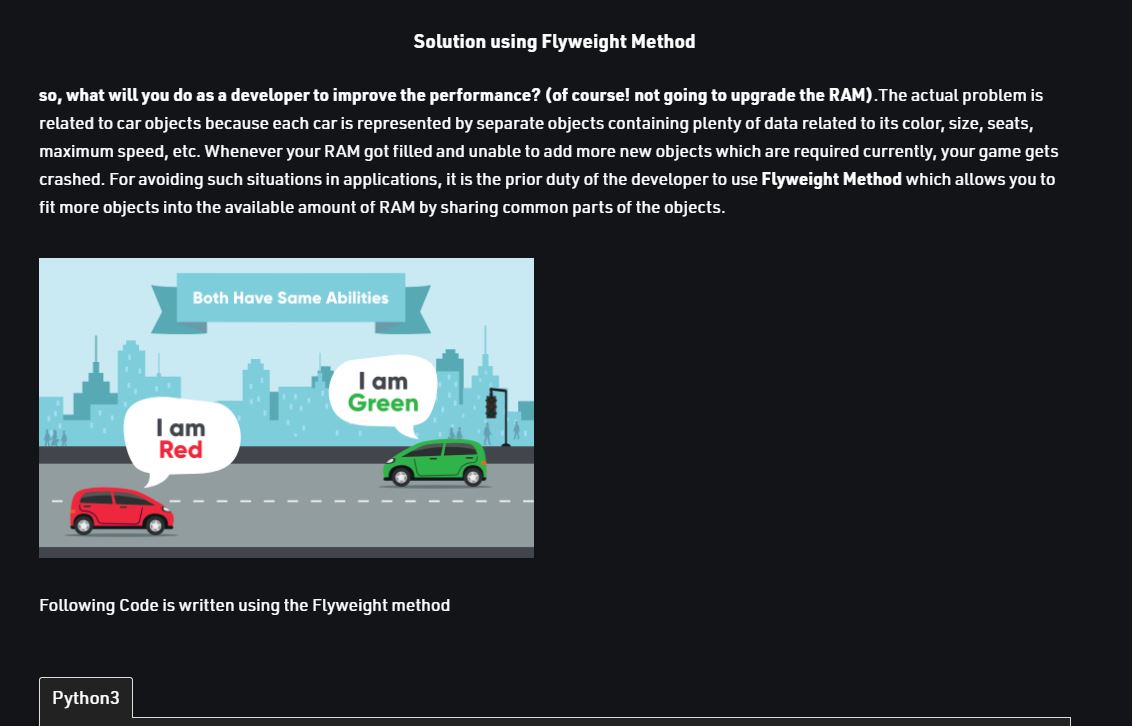 Solution using Flyweight Method
so, what will you do as a developer to improve the performance? (of course! not going to upgrade the RAM).The actual problem is
related to car objects because each car is represented by separate objects containing plenty of data related to its color, size, seats,
maximum speed, etc. Whenever your RAM got filled and unable to add more new objects which are required currently, your game gets
crashed. For avoiding such situations in applications, it is the prior duty of the developer to use Flyweight Method which allows you to
fit more objects into the available amount of RAM by sharing common parts of the objects.
Both Have Same Abilities
I am
Green
I am
Red
Following Code is written using the Flyweight method
Python3